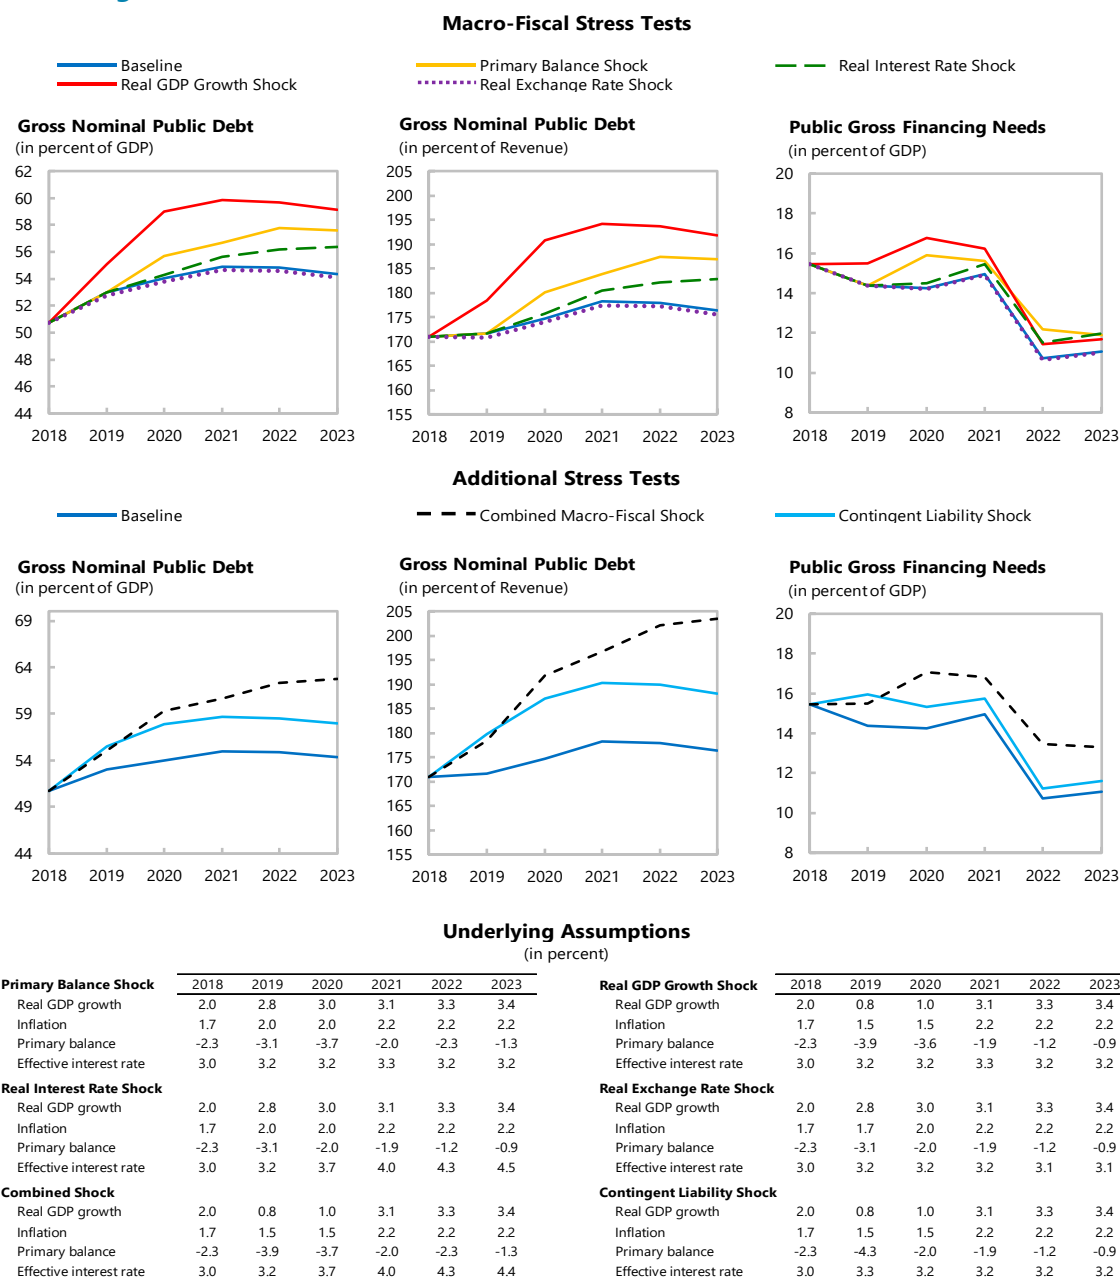 Macro-Fiscal Stress Tests
Baseline
Primary Balance Shock
Real Interest Rate Shock
Real GDP Growth Shock
Real Exchange Rate Shock
Gross Nominal Public Debt
(in percent of GDP)
62
60
58
56
54
52
50
48
46
44
2018 2019 2020 2021 2022 2023
Gross Nominal Public Debt
(in percent of Revenue)
205
200
195
190
185
180
175
170
165
160
155
2018 2019 2020 2021 2022 2023
Public Gross Financing Needs
(in percent of GDP)
20
18
16
14
12
10
8
2018 2019 2020 2021 2022 2023
Additional Stress Tests
Baseline
Combined Macro-Fiscal Shock
Contingent Liability Shock
Gross Nominal Public Debt
(in percent of GDP)
69
64
59
54
49
44
2018 2019 2020 2021 2022 2023
Gross Nominal Public Debt
(in percent of Revenue)
205
200
195
190
185
180
175
170
165
160
155
2018 2019 2020 2021 2022 2023
Public Gross Financing Needs
(in percent of GDP)
20
18
16
14
12
10
8
2018 2019 2020 2021 2022 2023
Underlying Assumptions
(in percent)
Primary Balance Shock 2018 2019 2020 2021 2022 2023
Real GDP growth 2.0 2.8 3.0 3.1 3.3 3.4
Inflation 1.7 2.0 2.0 2.2 2.2 2.2
Primary balance -2.3 -3.1 -3.7 -2.0 -2.3 -1.3
Effective interest rate 3.0 3.2 3.2 3.3 3.2 3.2
Real Interest Rate Shock
Real GDP growth 2.0 2.8 3.0 3.1 3.3 3.4
Inflation 1.7 2.0 2.0 2.2 2.2 2.2
Primary balance -2.3 -3.1 -2.0 -1.9 -1.2 -0.9
Effective interest rate 3.0 3.2 3.7 4.0 4.3 4.5
Combined Shock
Real GDP growth 2.0 0.8 1.0 3.1 3.3 3.4
Inflation 1.7 1.5 1.5 2.2 2.2 2.2
Primary balance -2.3 -3.9 -3.7 -2.0 -2.3 -1.3
Effective interest rate 3.0 3.2 3.7 4.0 4.3 4.4
Real GDP Growth Shock 2018 2019 2020 2021 2022 2023
Real GDP growth 2.0 0.8 1.0 3.1 3.3 3.4
Inflation 1.7 1.5 1.5 2.2 2.2 2.2
Primary balance -2.3 -3.9 -3.6 -1.9 -1.2 -0.9
Effective interest rate 3.0 3.2 3.2 3.3 3.2 3.2
Real Exchange Rate Shock
Real GDP growth 2.0 2.8 3.0 3.1 3.3 3.4
Inflation 1.7 1.7 2.0 2.2 2.2 2.2
Primary balance -2.3 -3.1 -2.0 -1.9 -1.2 -0.9
Effective interest rate 3.0 3.2 3.2 3.2 3.1 3.1
Contingent Liability Shock
Real GDP growth 2.0 0.8 1.0 3.1 3.3 3.4
Inflation 1.7 1.5 1.5 2.2 2.2 2.2
Primary balance -2.3 -4.3 -2.0 -1.9 -1.2 -0.9
Effective interest rate 3.0 3.3 3.2 3.2 3.2 3.2